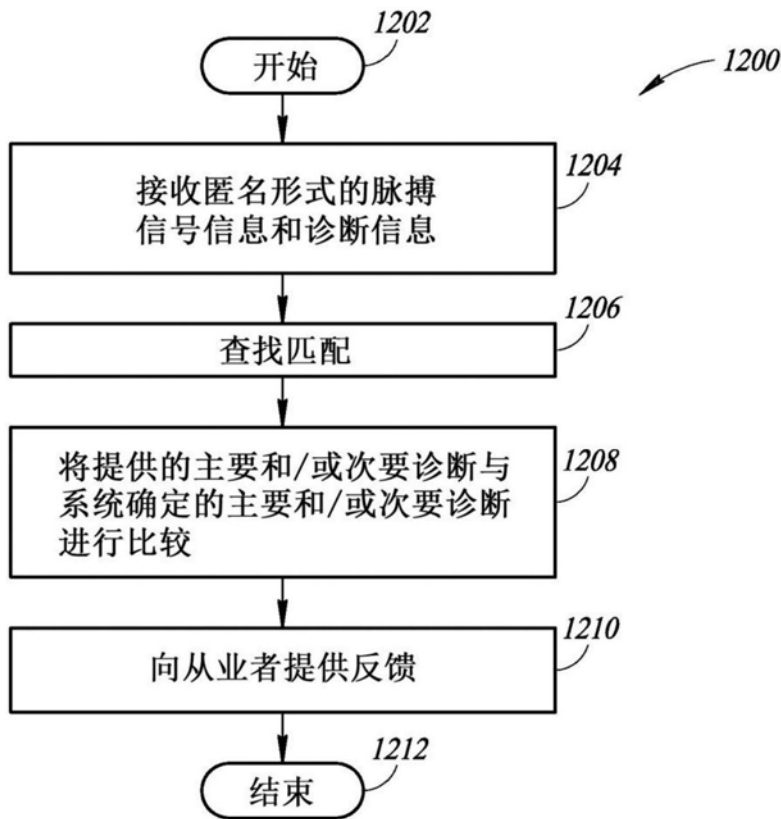 1202
开始
1200
1204
接收匿名形式的脉搏
信号信息和诊断信息
1206
查找匹配
1208
将提供的主要和/或次要诊断与
系统确定的主要和/或次要诊断
进行比较
1210
向从业者提供反馈
1212
结束